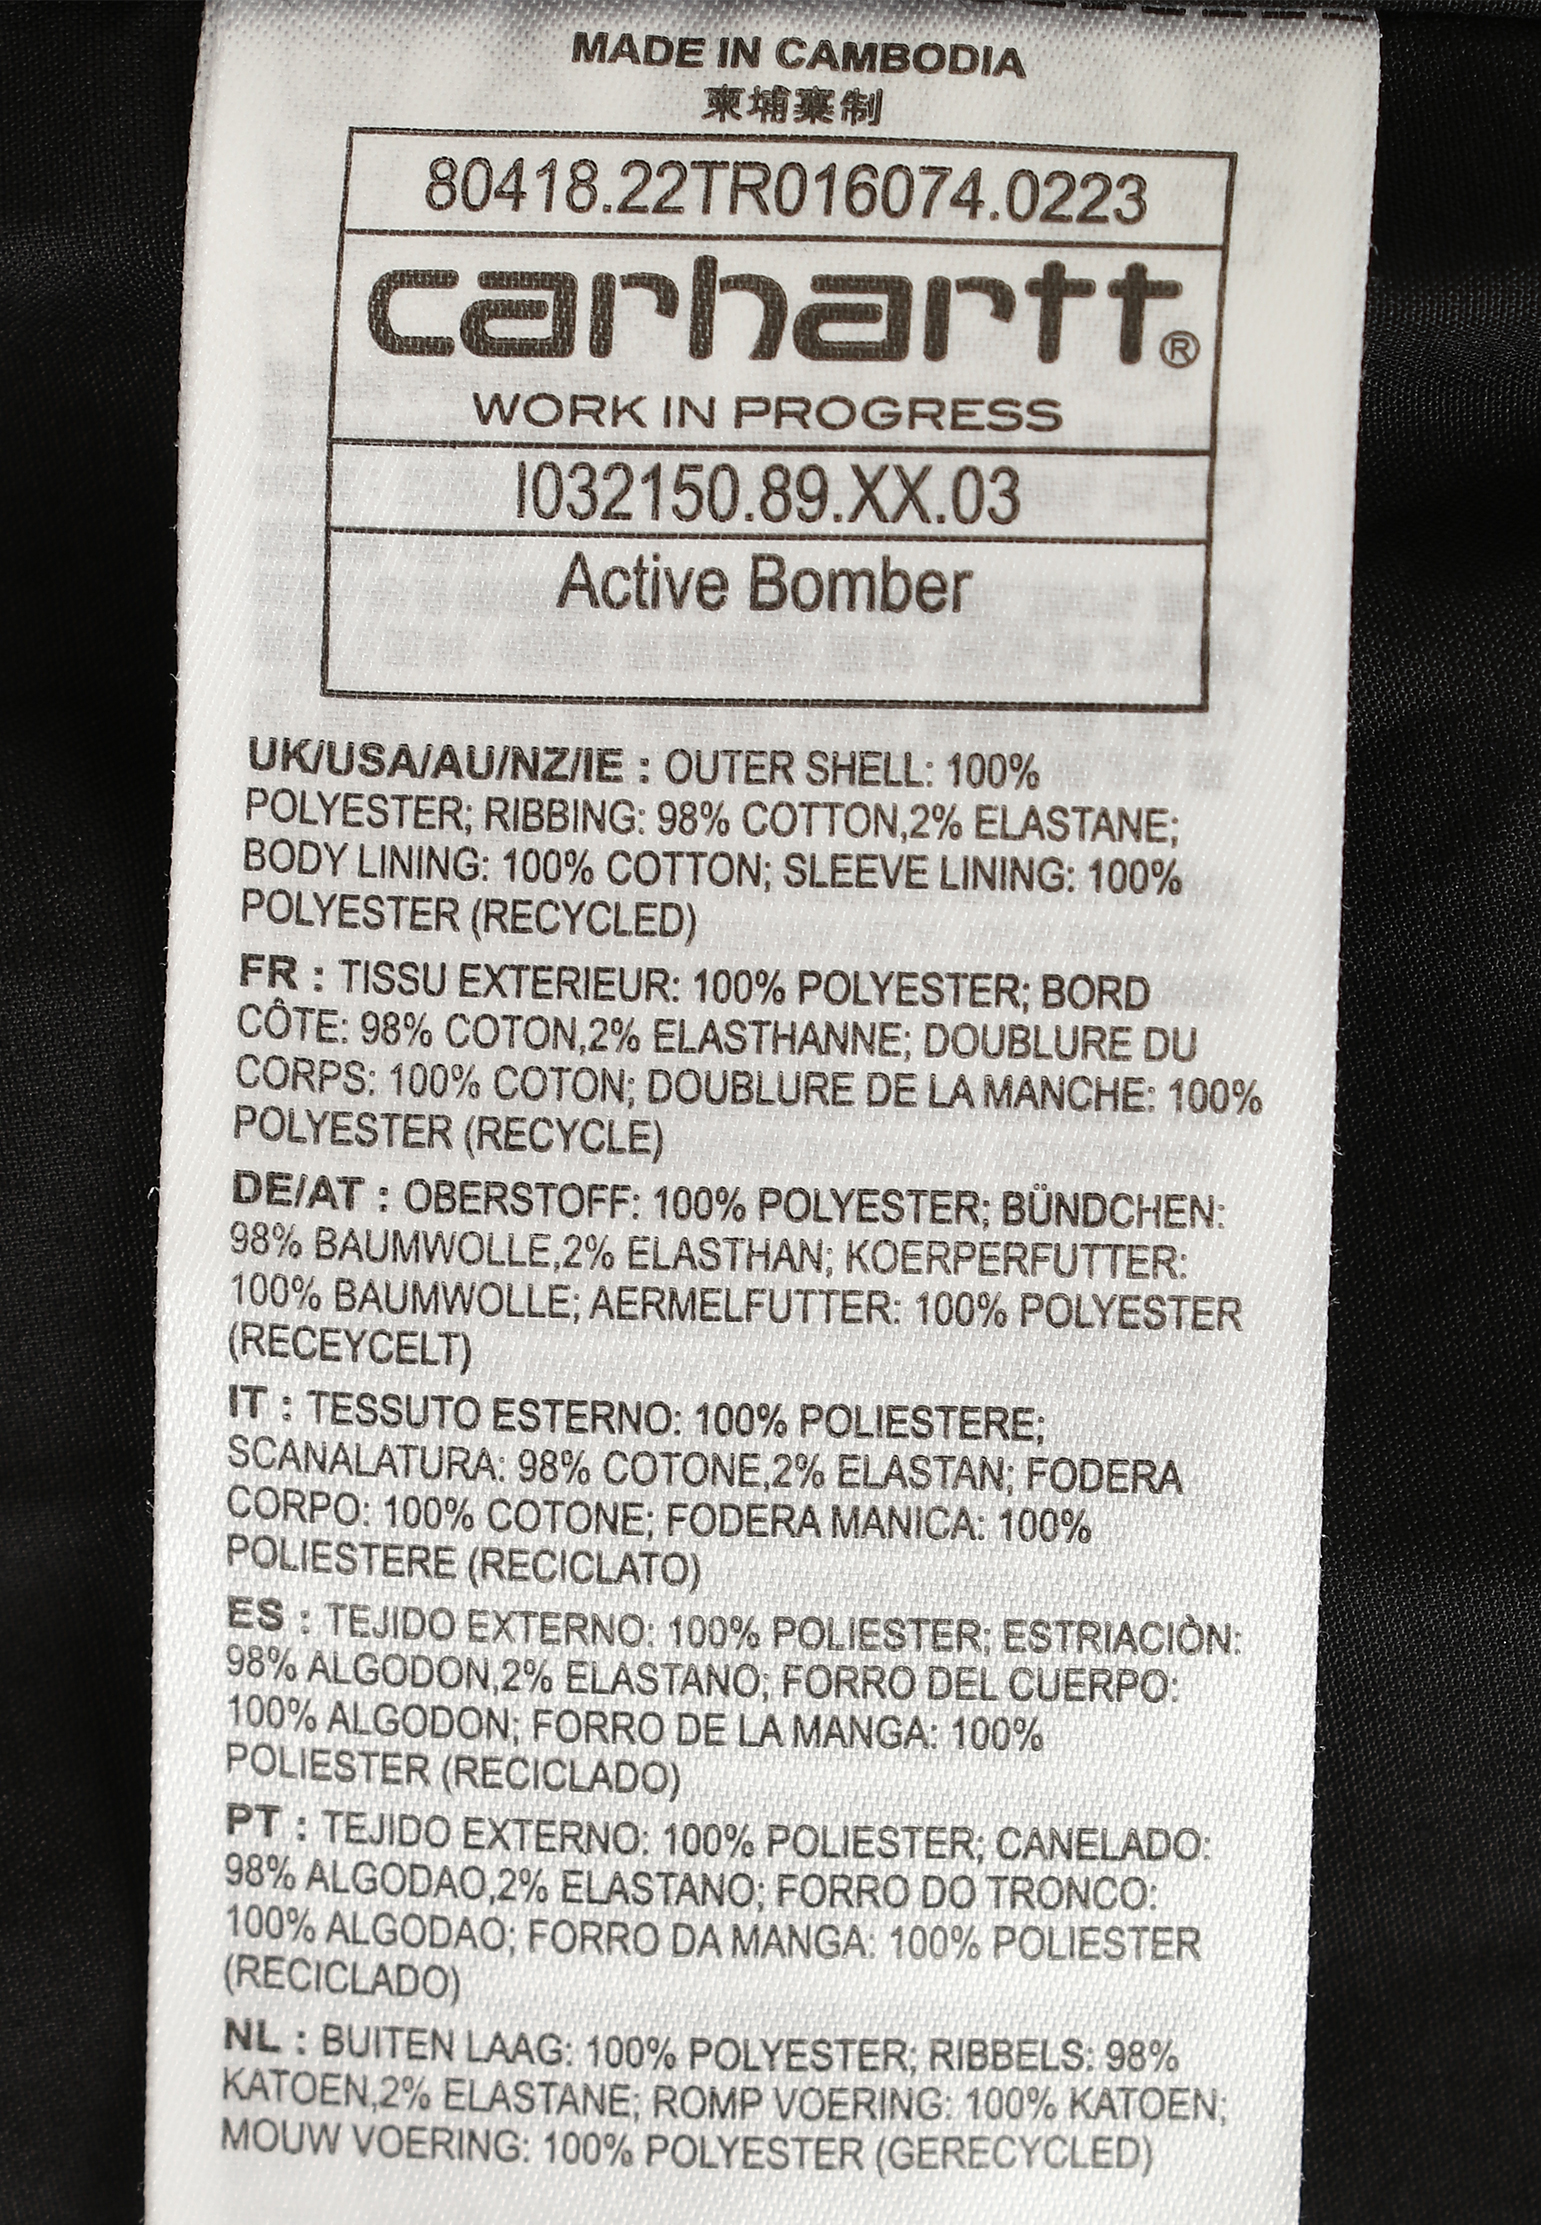 MADE IN CAMBODIA
柬埔寨制
80418.22TR016074.0223
carhartt®
WORK IN PROGRESS
I032150.89.XX.03
Active Bomber
UK/USA/AU/NZ/IE : OUTER SHELL: 100%
POLYESTER; RIBBING: 98% COTTON,2% ELASTANE;
BODY LINING: 100% COTTON; SLEEVE LINING: 100%
POLYESTER (RECYCLED)
FR : TISSU EXTERIEUR: 100% POLYESTER; BORD
CÔTE: 98% COTON,2% ELASTHANNE; DOUBLURE DU
CORPS: 100% COTON; DOUBLURE DE LA MANCHE: 100%
POLYESTER (RECYCLE)
DE/AT : OBERSTOFF: 100% POLYESTER; BÜNDCHEN:
98% BAUMWOLLE,2% ELASTHAN; KOERPERFUTTER:
100% BAUMWOLLE; AERMELFUTTER: 100% POLYESTER
(RECEYCELT)
IT : TESSUTO ESTERNO: 100% POLIESTERE;
SCANALATURA: 98% COTONE,2% ELASTAN; FODERA
CORPO: 100% COTONE; FODERA MANICA: 100%
POLIESTERE (RECICLATO)
ES : TEJIDO EXTERNO: 100% POLIESTER; ESTRIACIÒN:
98% ALGODON,2% ELASTANO; FORRO DEL CUERPO:
100% ALGODON; FORRO DE LA MANGA: 100%
POLIESTER (RECICLADO)
PT : TEJIDO EXTERNO: 100% POLIESTER; CANELADO:
98% ALGODAO,2% ELASTANO; FORRO DO TRONCO:
100% ALGODAO; FORRO DA MANGA: 100% POLIESTER
(RECICLADO)
NL : BUITEN LAAG: 100% POLYESTER; RIBBELS: 98%
KATOEN,2% ELASTANE; ROMP VOERING: 100% KATOEN;
MOUW VOERING: 100% POLYESTER (GERECYCLED)